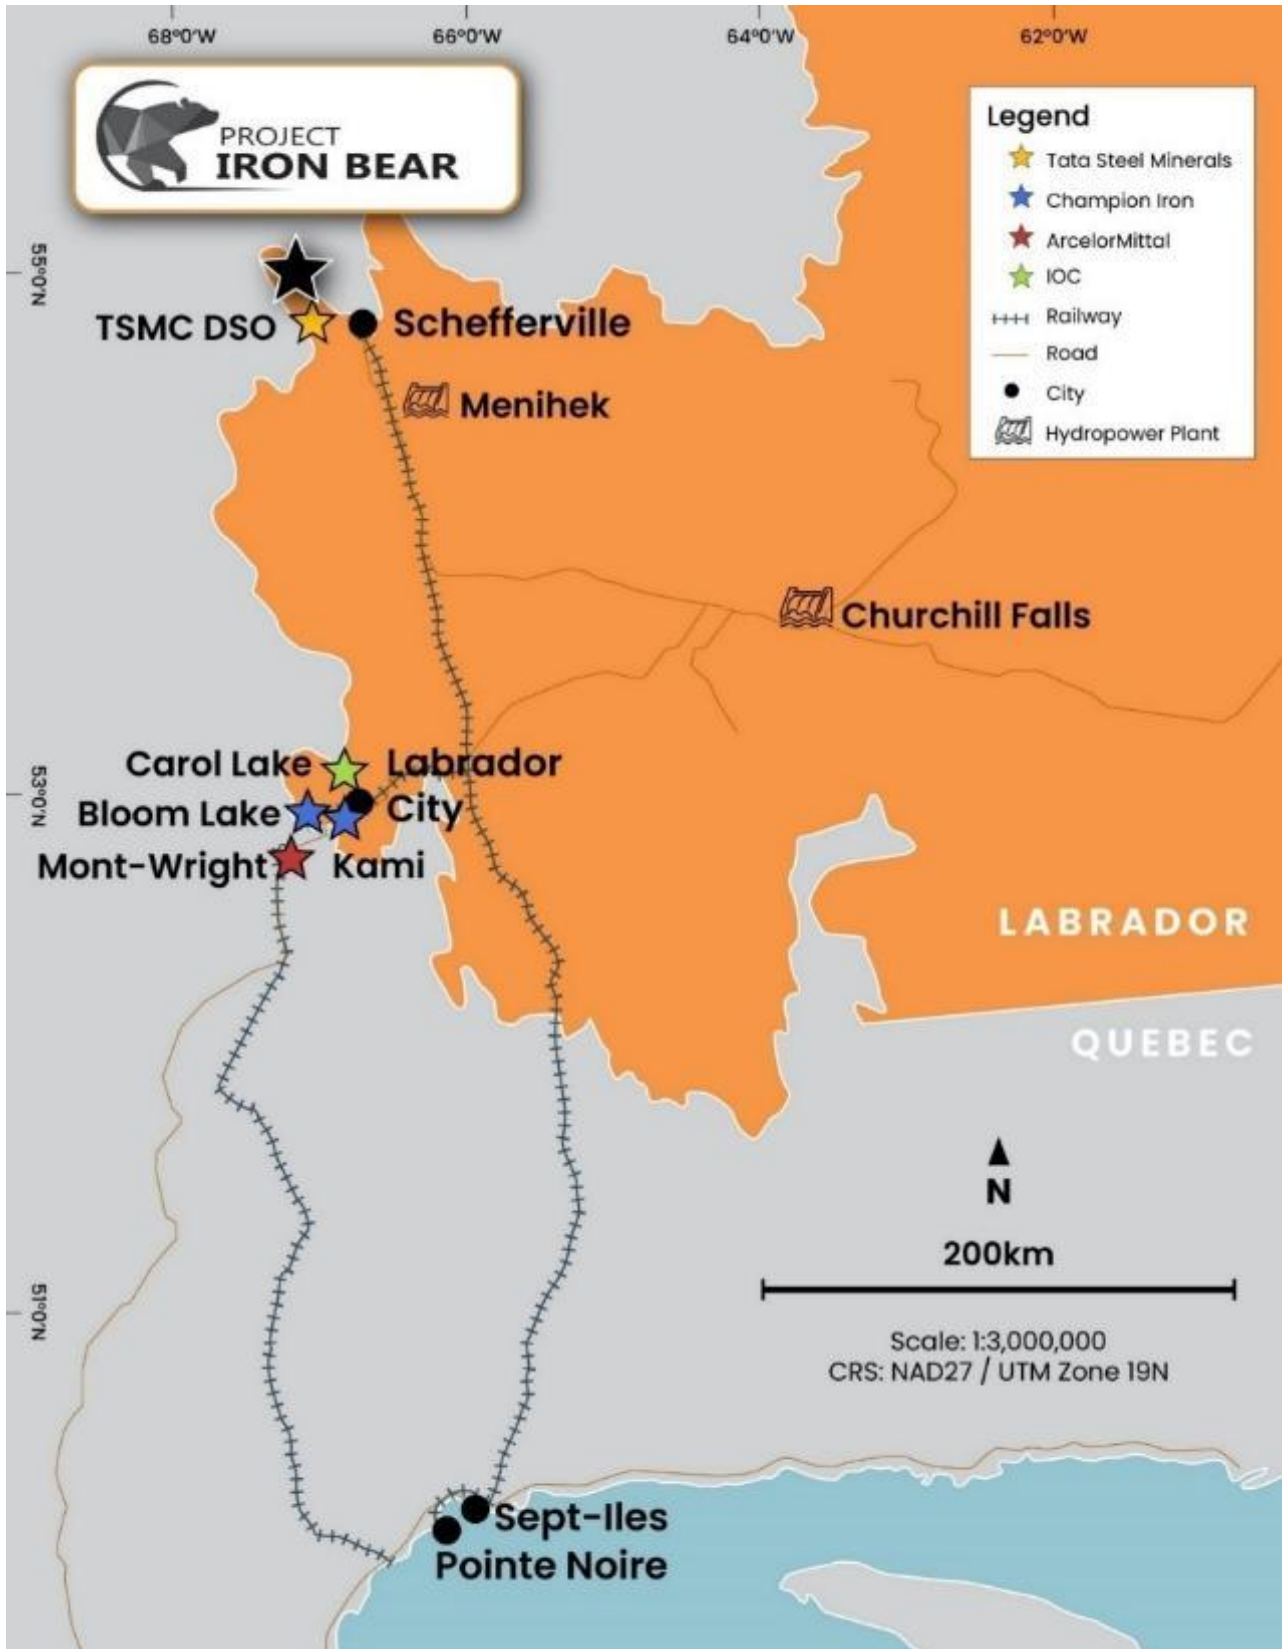 68°0'W
66°0'W
64°0'W
62°0'W
PROJECT
IRON BEAR
Legend
Tata Steel Minerals
Champion Iron
ArcelorMittal
IOC
Railway
Road
City
Hydropower Plant
55°0'N
TSMC DSO
Schefferville
Menihek
Churchill Falls
53°0'N
Carol Lake
Labrador
City
Bloom Lake
Mont-Wright
Kami
LABRADOR
QUEBEC
N
200km
51°0'N
Scale: 1:3,000,000
CRS: NAD27 / UTM Zone 19N
Sept-Iles
Pointe Noire